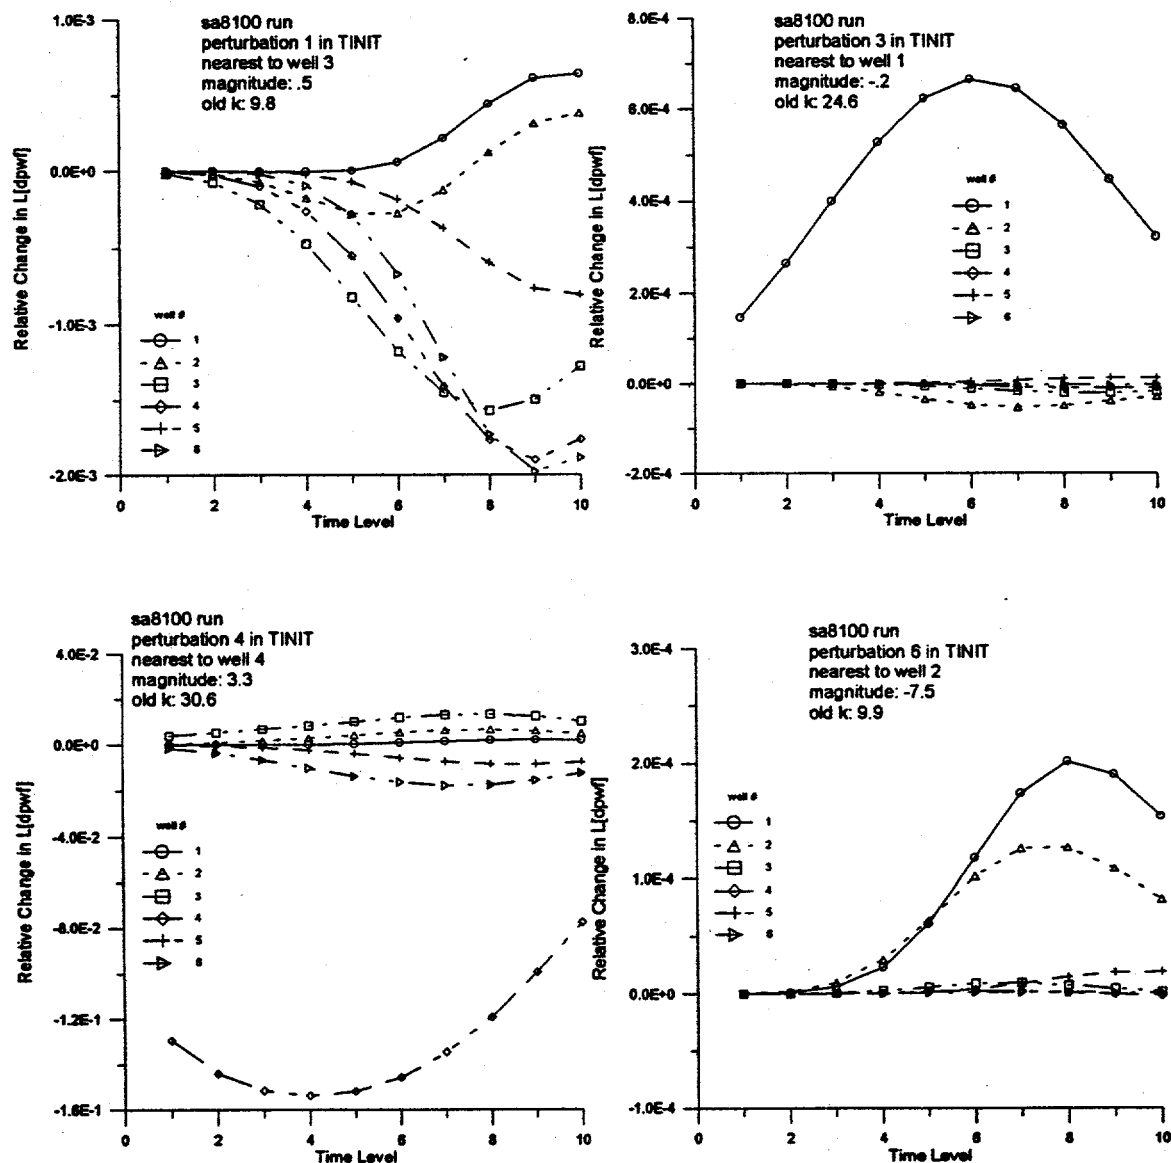 sa8100 run
perturbation 1 in TINIT
nearest to well 3
magnitude: .5
old k: 9.8
1.0E-3
0.0E+0
-1.0E-3
-2.0E-3
Relative Change in L[dpwf]
well #
1
2
3
4
5
6
0 2 4 6 8 10
Time Level
sa8100 run
perturbation 3 in TINIT
nearest to well 1
magnitude: -.2
old k: 24.6
8.0E-4
6.0E-4
4.0E-4
2.0E-4
0.0E+0
-2.0E-4
Relative Change in L[dpwf]
well #
1
2
3
4
5
6
0 2 4 6 8 10
Time Level
sa8100 run
perturbation 4 in TINIT
nearest to well 4
magnitude: 3.3
old k: 30.6
4.0E-2
0.0E+0
-4.0E-2
-8.0E-2
-1.2E-1
-1.6E-1
Relative Change in L[dpwf]
well #
1
2
3
4
5
6
0 2 4 6 8 10
Time Level
sa8100 run
perturbation 6 in TINIT
nearest to well 2
magnitude: -7.5
old k: 9.9
3.0E-4
2.0E-4
1.0E-4
0.0E+0
-1.0E-4
Relative Change in L[dpwf]
well #
1
2
3
4
5
6
0 2 4 6 8 10
Time Level